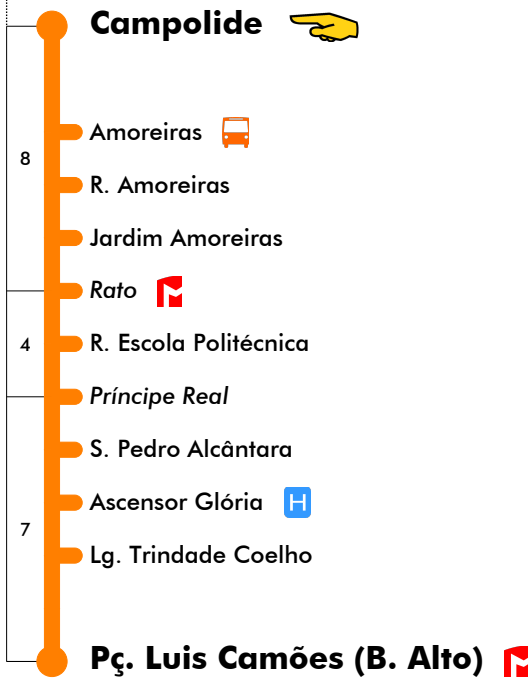 Campolide
Amoreiras
8
R. Amoreiras
Jardim Amoreiras
Rato
4
R. Escola Politécnica
Príncipe Real
S. Pedro Alcântara
Ascensor Glória H
7
Lg. Trindade Coelho
Pç. Luis Camões (B. Alto)